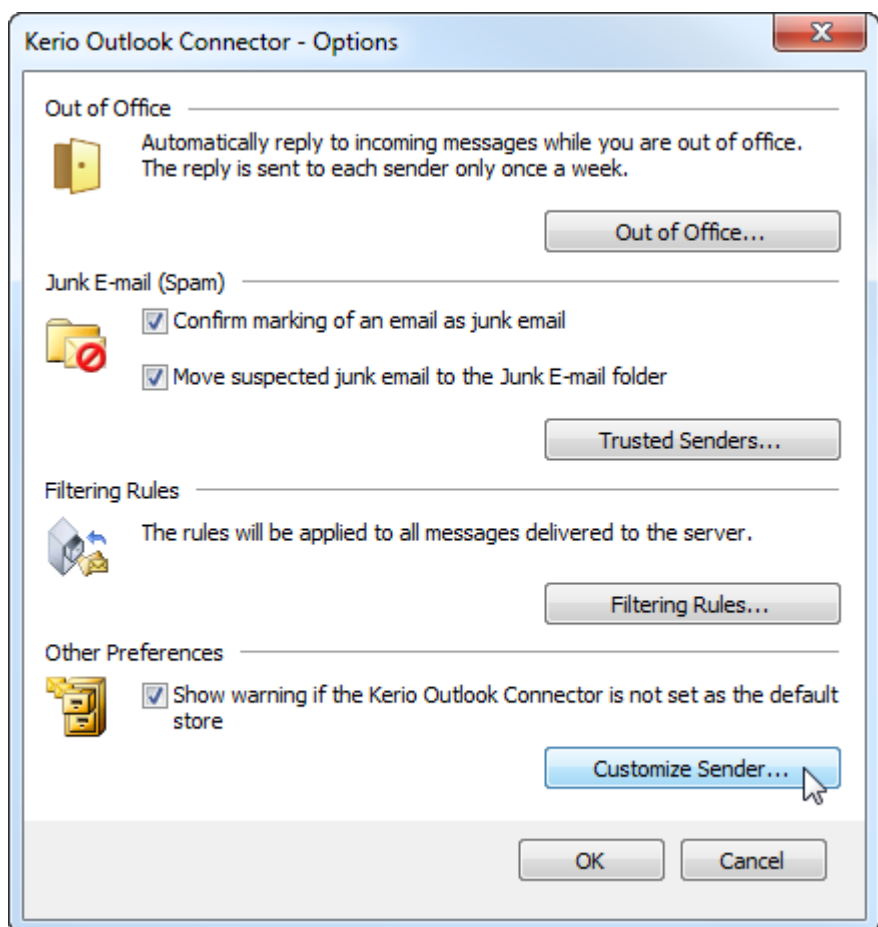 Kerio Outlook Connector - Options
Out of Office
Automatically reply to incoming messages while you are out of office.
The reply is sent to each sender only once a week.
Out of Office...
Junk E-mail (Spam)
Confirm marking of an email as junk email
Move suspected junk email to the Junk E-mail folder
Trusted Senders...
Filtering Rules
The rules will be applied to all messages delivered to the server.
Filtering Rules...
Other Preferences
Show warning if the Kerio Outlook Connector is not set as the default
store
Customize Sender...
OK Cancel